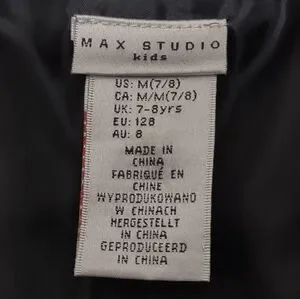 MAX STUDIO
kids
US: M(7/8)
CA: M/M(7/8)
UK: 7-8yrs
EU: 128
AU: 8
MADE IN
CHINA
FABRIQUÉ EN
CHINE
WYPRODUKOWANO
W CHINACH
HERGESTELLT
IN CHINA
GEPRODUCEERD
IN CHINA